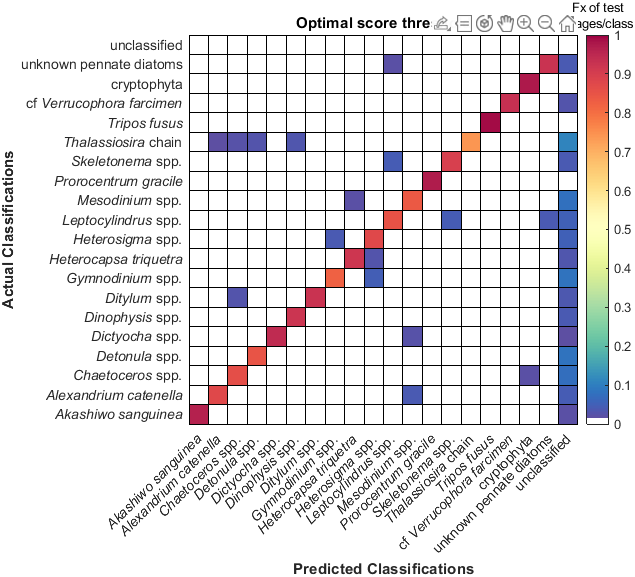 Fx of test
Optimal score thre
ages/class
unclassified
unknown pennate diatoms
cryptophyta
cf Verrucophora farcimen
Tripos fusus
Thalassiosira chain
Skeletonema spp.
Prorocentrum gracile
Mesodinium spp.
Leptocylindrus spp.
Heterosigma spp.
Heterocapsa triquetra
Gymnodinium spp.
Ditylum spp.
Dinophysis spp.
Dictyocha spp.
Detonula spp.
Chaetoceros spp.
Alexandrium catenella
Akashiwo sanguinea
Actual Classifications
1
0.9
0.8
0.7
0.6
0.5
0.4
0.3
0.2
0.1
0
Akashiwo sanguinea
Alexandrium catenella
Chaetoceros spp.
Detonula spp.
Dictyocha spp.
Dinophysis spp.
Ditylum spp.
Gymnodinium spp.
Heterocapsa triquetra
Heterosigma spp.
Leptocylindrus spp.
Mesodinium spp.
Prorocentrum gracile
Skeletonema spp.
Thalassiosira chain
Tripos fusus
cf Verrucophora farcimen
cryptophyta
unknown pennate diatoms
unclassified
Predicted Classifications